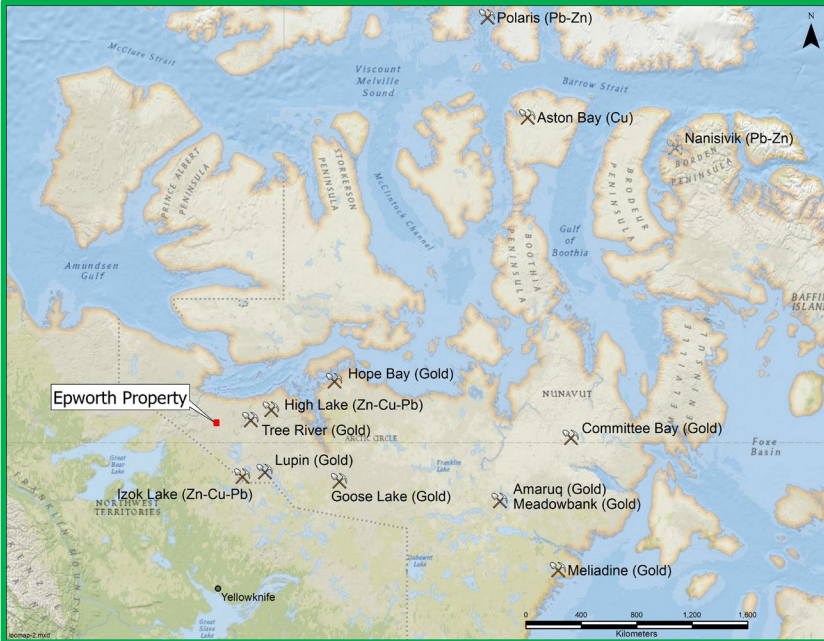 Polaris (Pb-Zn)
N
McClure Strait
Viscount
Melville
Sound
Barrow Strait
Aston Bay (Cu)
Nanisivik (Pb-Zn)
BORDEN
PENINSULA
PRINCE ALBERT
PENINSULA
STORKERSON
PENINSULA
McClintock Channel
BRODEUR
PENINSULA
Gulf
of
Boothia
BOOTHIA
PENINSULA
Amundsen
Gulf
BAFFIN
ISLAND
MELVILLE
PENINSULA
Hope Bay (Gold)
Epworth Property
NUNAVUT
High Lake (Zn-Cu-Pb)
Tree River (Gold)
Committee Bay (Gold)
ARCTIC CIRCLE
Foxe
Basin
Great
Bear
Lake
Lupin (Gold)
Franklin
Lake
Izok Lake (Zn-Cu-Pb)
Goose Lake (Gold)
Amaruq (Gold)
Meadowbank (Gold)
NORTHWEST
TERRITORIES
FRANKLIN MOUNTAIN
Dubawnt
Lake
Meliadine (Gold)
Yellowknife
Great
Slave
Lake
0 400 800 1,200 1,600
Kilometers